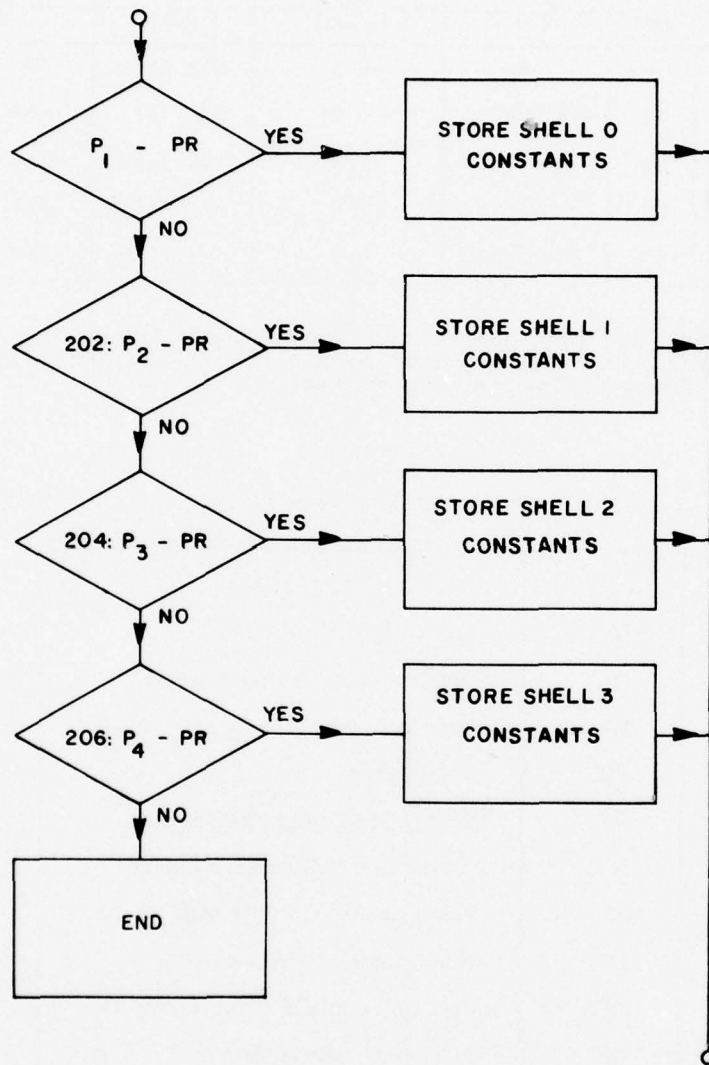 P1 - PR
YES
STORE SHELL 0
CONSTANTS
NO
202: P2 - PR
YES
STORE SHELL 1
CONSTANTS
NO
204: P3 - PR
YES
STORE SHELL 2
CONSTANTS
NO
206: P4 - PR
YES
STORE SHELL 3
CONSTANTS
NO
END